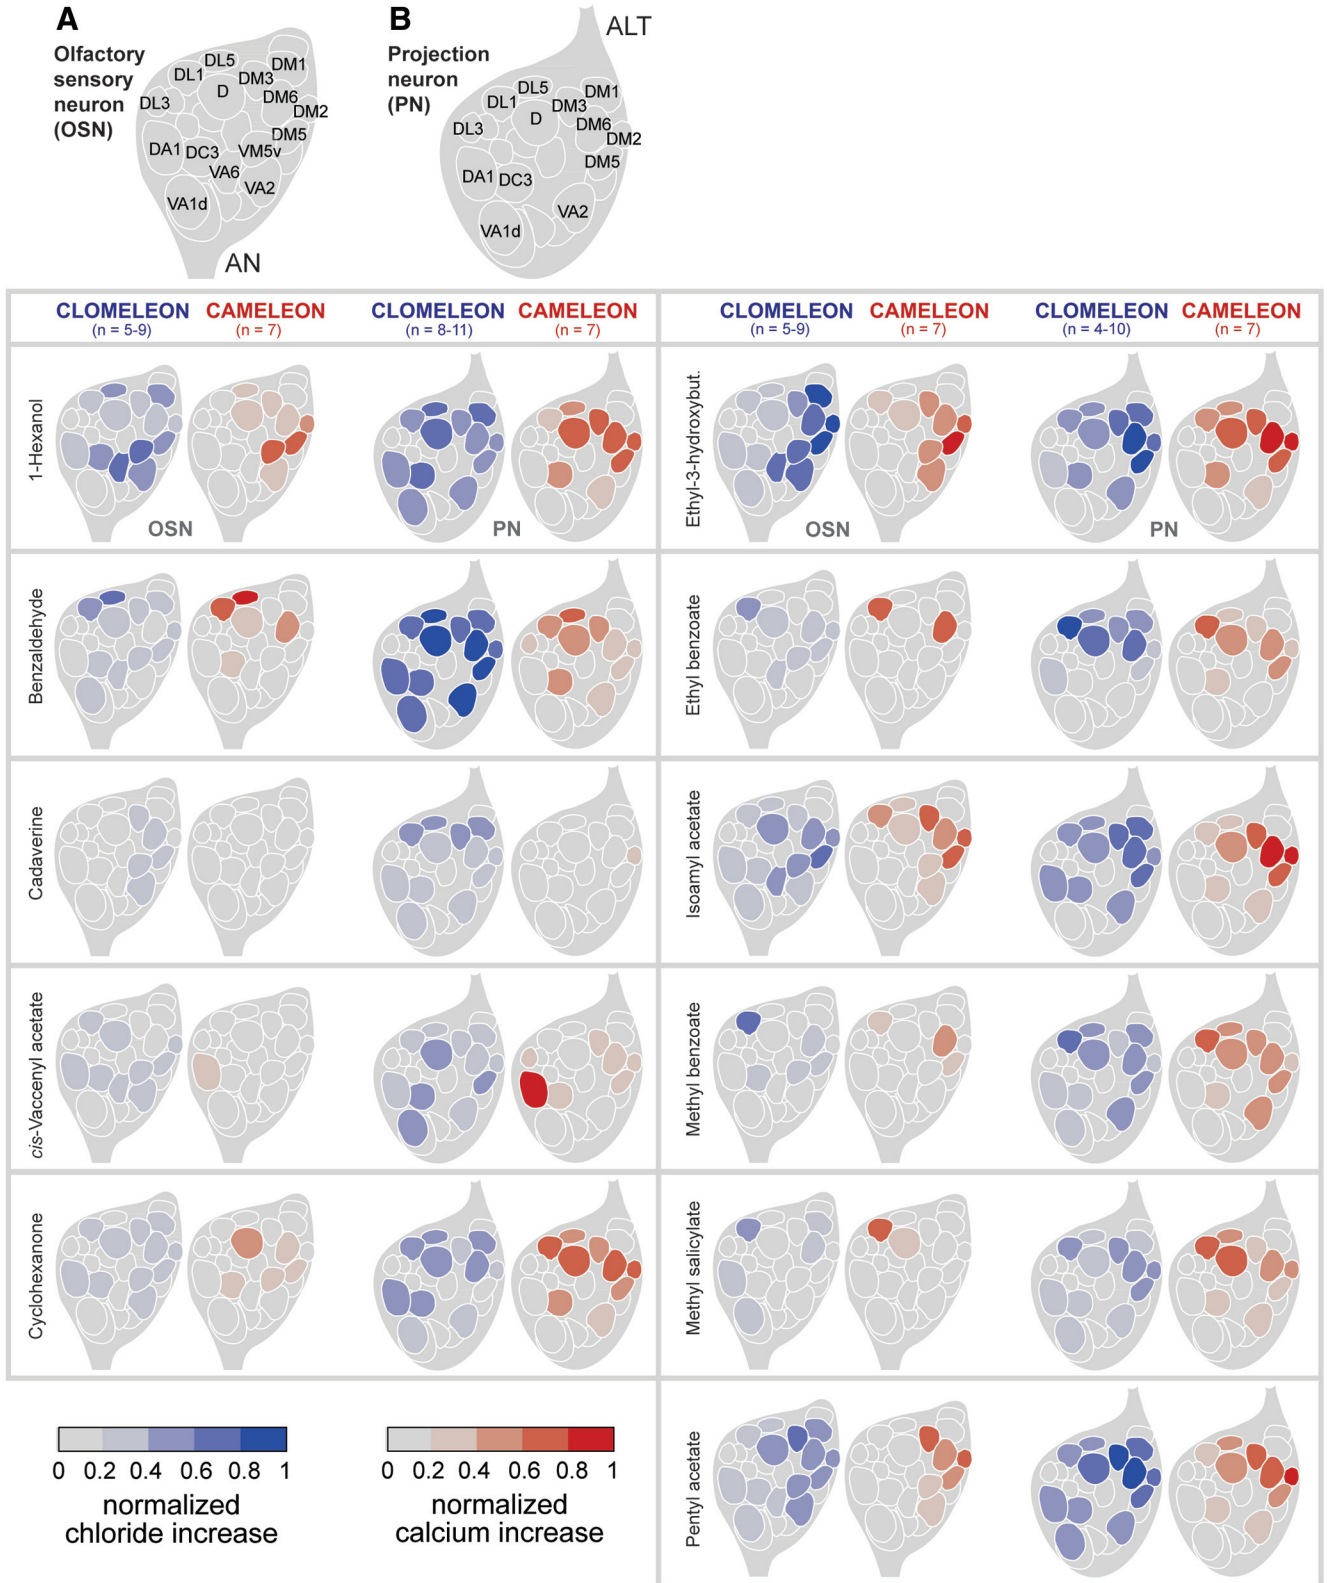 A
Olfactory
sensory
neuron
(OSN)
DL5
DL1
DM3
DM1
D
DL3
DM6
DM2
DM5
DA1
DC3
VM5v
VA6
VA2
VA1d
AN
B
Projection
neuron
(PN)
ALT
DL5
DL1
DM3
DM1
D
DL3
DM6
DM2
DM5
DA1
DC3
VA2
VA1d
CLOMELEON
(n = 5-9)
CAMELEON
(n = 7)
CLOMELEON
(n = 8-11)
CAMELEON
(n = 7)
CLOMELEON
(n = 5-9)
CAMELEON
(n = 7)
CLOMELEON
(n = 4-10)
CAMELEON
(n = 7)
1-Hexanol
OSN
PN
Ethyl-3-hydroxybut.
OSN
PN
Benzaldehyde
Ethyl benzoate
Cadaverine
Isoamyl acetate
cis-Vaccenyl acetate
Methyl benzoate
Cyclohexanone
Methyl salicylate
Pentyl acetate
0 0.2 0.4 0.6 0.8 1
normalized
chloride increase
0 0.2 0.4 0.6 0.8 1
normalized
calcium increase